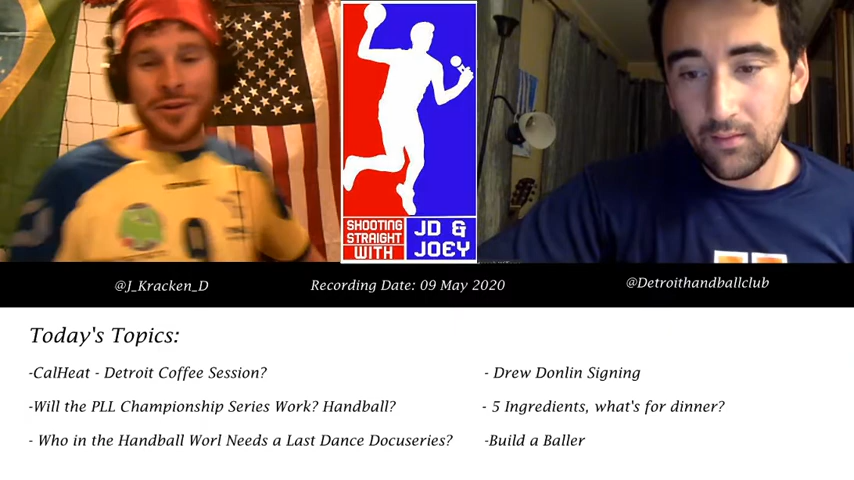 SHOOTING
STRAIGHT
WITH
JD &
JOEY
@J_Kracken_D
Recording Date: 09 May 2020
@Detroithandballclub
Today's Topics:
-CalHeat - Detroit Coffee Session?
- Drew Donlin Signing
-Will the PLL Championship Series Work? Handball?
- 5 Ingredients, what's for dinner?
- Who in the Handball Worl Needs a Last Dance Docuseries?
-Build a Baller